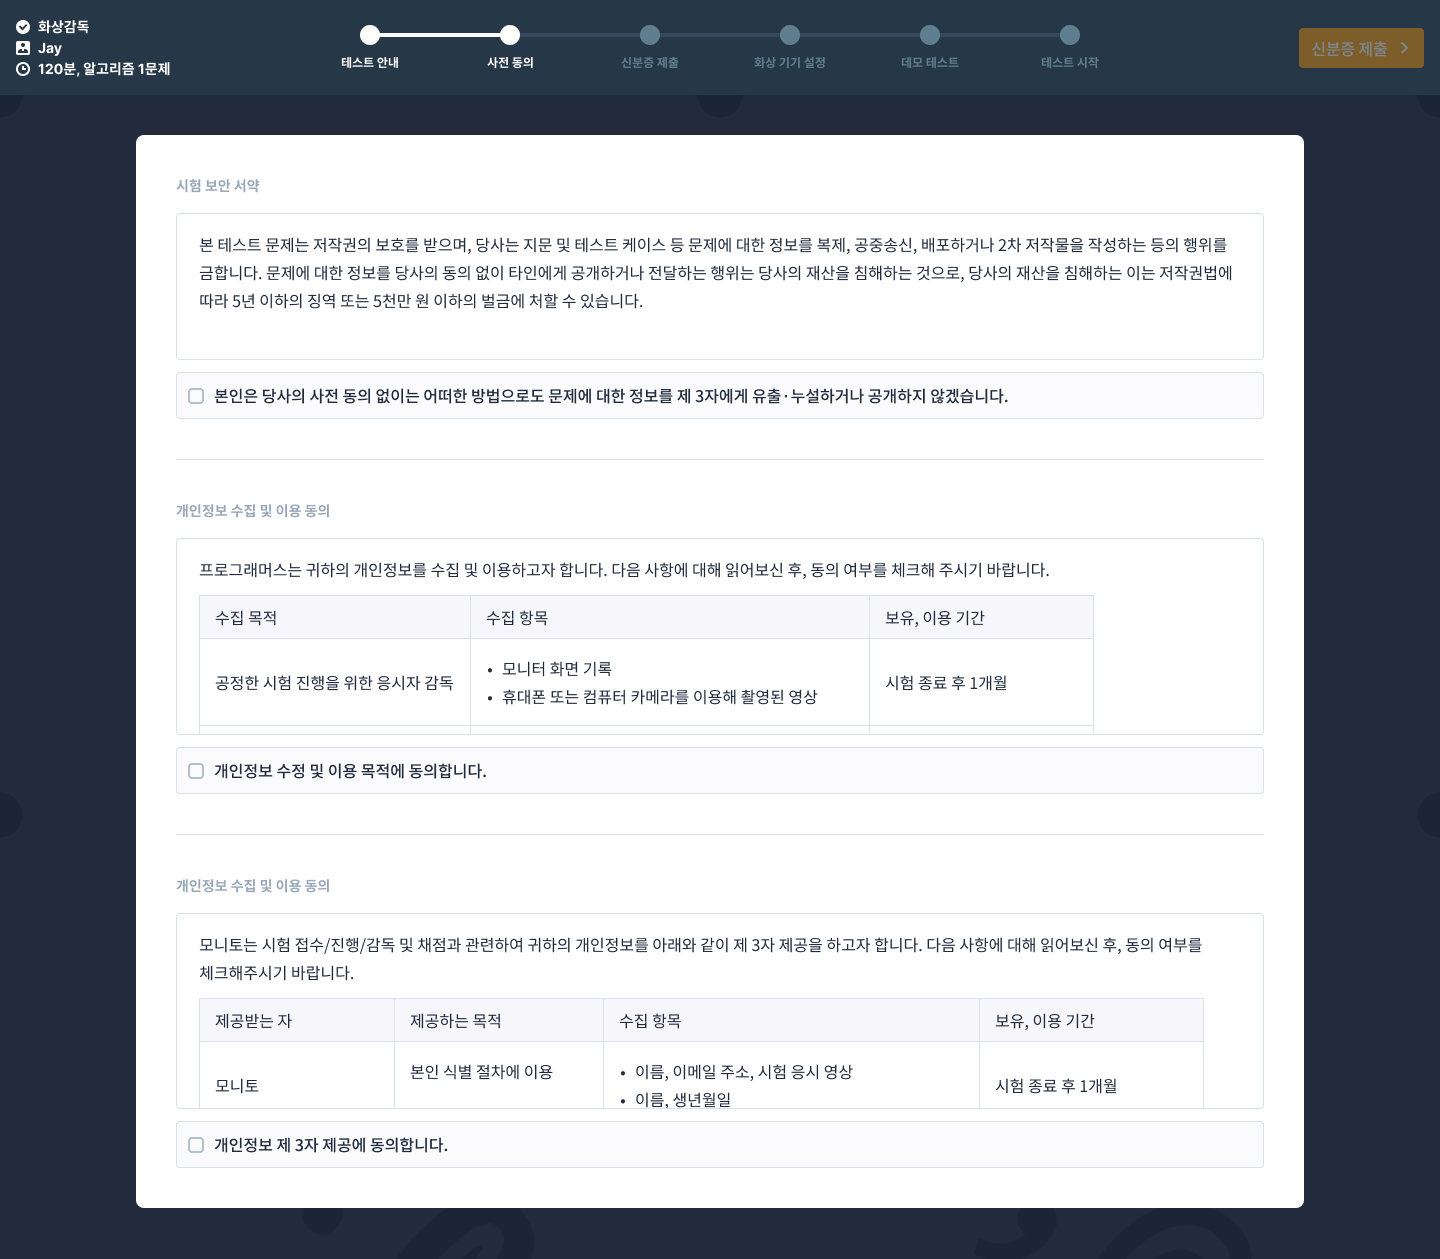 화상감독
Jay
120분, 알고리즘 1문제
테스트 안내
사전 동의
신분증 제출
화상 기기 설정
데모 테스트
테스트 시작
신분증 제출
시험 보안 서약
본 테스트 문제는 저작권의 보호를 받으며, 당사는 지문 및 테스트 케이스 등 문제에 대한 정보를 복제, 공중송신, 배포하거나 2차 저작물을 작성하는 등의 행위를
금합니다. 문제에 대한 정보를 당사의 동의 없이 타인에게 공개하거나 전달하는 행위는 당사의 재산을 침해하는 것으로, 당사의 재산을 침해하는 이는 저작권법에
따라 5년 이하의 징역 또는 5천만 원 이하의 벌금에 처할 수 있습니다.
본인은 당사의 사전 동의 없이는 어떠한 방법으로도 문제에 대한 정보를 제 3자에게 유출·누설하거나 공개하지 않겠습니다.
개인정보 수집 및 이용 동의
프로그래머스는 귀하의 개인정보를 수집 및 이용하고자 합니다. 다음 사항에 대해 읽어보신 후, 동의 여부를 체크해 주시기 바랍니다.
수집 목적
수집 항목
보유, 이용 기간
공정한 시험 진행을 위한 응시자 감독
• 모니터 화면 기록
• 휴대폰 또는 컴퓨터 카메라를 이용해 촬영된 영상
시험 종료 후 1개월
개인정보 수정 및 이용 목적에 동의합니다.
개인정보 수집 및 이용 동의
모니토는 시험 접수/진행/감독 및 채점과 관련하여 귀하의 개인정보를 아래와 같이 제 3자 제공을 하고자 합니다. 다음 사항에 대해 읽어보신 후, 동의 여부를
체크해주시기 바랍니다.
제공받는 자
제공하는 목적
수집 항목
보유, 이용 기간
모니토
본인 식별 절차에 이용
• 이름, 이메일 주소, 시험 응시 영상
• 이름, 생년월일
시험 종료 후 1개월
개인정보 제 3자 제공에 동의합니다.